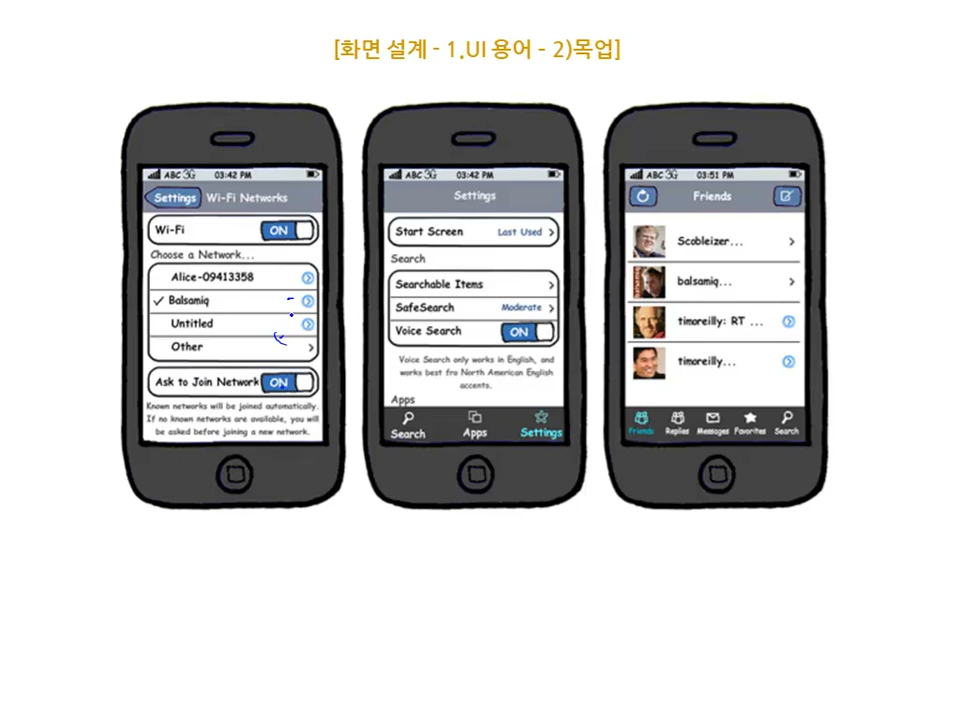 [화면 설계 - 1.UI 용어 - 2)목업]
ABC 3G 03:42 PM
Settings Wi-Fi Networks
Wi-Fi ON
Choose a Network...
Alice-09413358
Balsamiq
Untitled
Other
Ask to Join Network ON
Known networks will be joined automatically.
If no known networks are available, you will
be asked before joining a new network.
ABC 3G 03:42 PM
Settings
Start Screen Last Used
Search
Searchable Items
SafeSearch Moderate
Voice Search ON
Voice Search only works in English, and
works best fro North American English
accents.
Apps
Search Apps Settings
ABC 3G 03:51 PM
Friends
Scobleizer...
balsamiq...
timoreilly: RT ...
timoreilly...
Friends Replies Messages Favorites Search